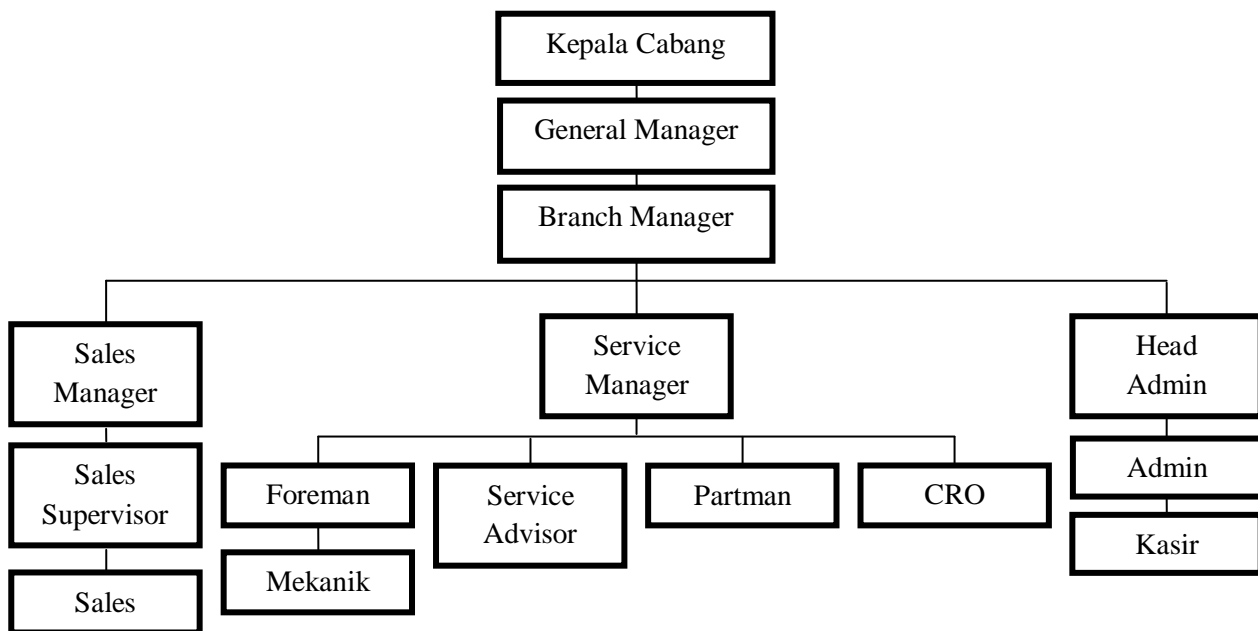 Kepala Cabang
General Manager
Branch Manager
Sales
Manager
Service
Manager
Head
Admin
Sales
Supervisor
Foreman
Service
Advisor
Partman
CRO
Admin
Mekanik
Kasir
Sales